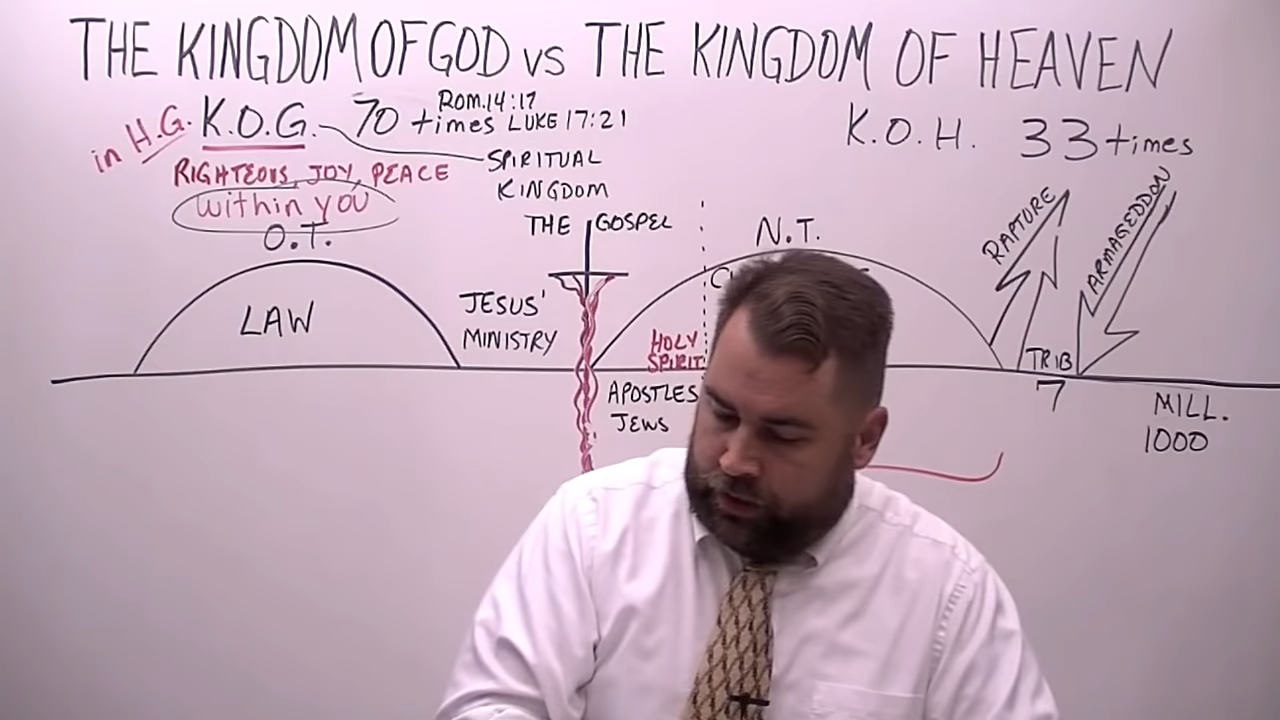 THE KINGDOM OF GOD VS THE KINGDOM OF HEAVEN
in H.G. K.O.G. 70 times ROM.14:17 LUKE 17:21
K.O.H. 33 times
SPIRITUAL
KINGDOM
RIGHTEOUS, JOY, PEACE
within you
O.T.
LAW
THE GOSPEL
JESUS'
MINISTRY
N.T.
HOLY
SPIRIT
APOSTLES
JEWS
RAPTURE
ARMAGEDDON
TRIB
7
MILL.
1000